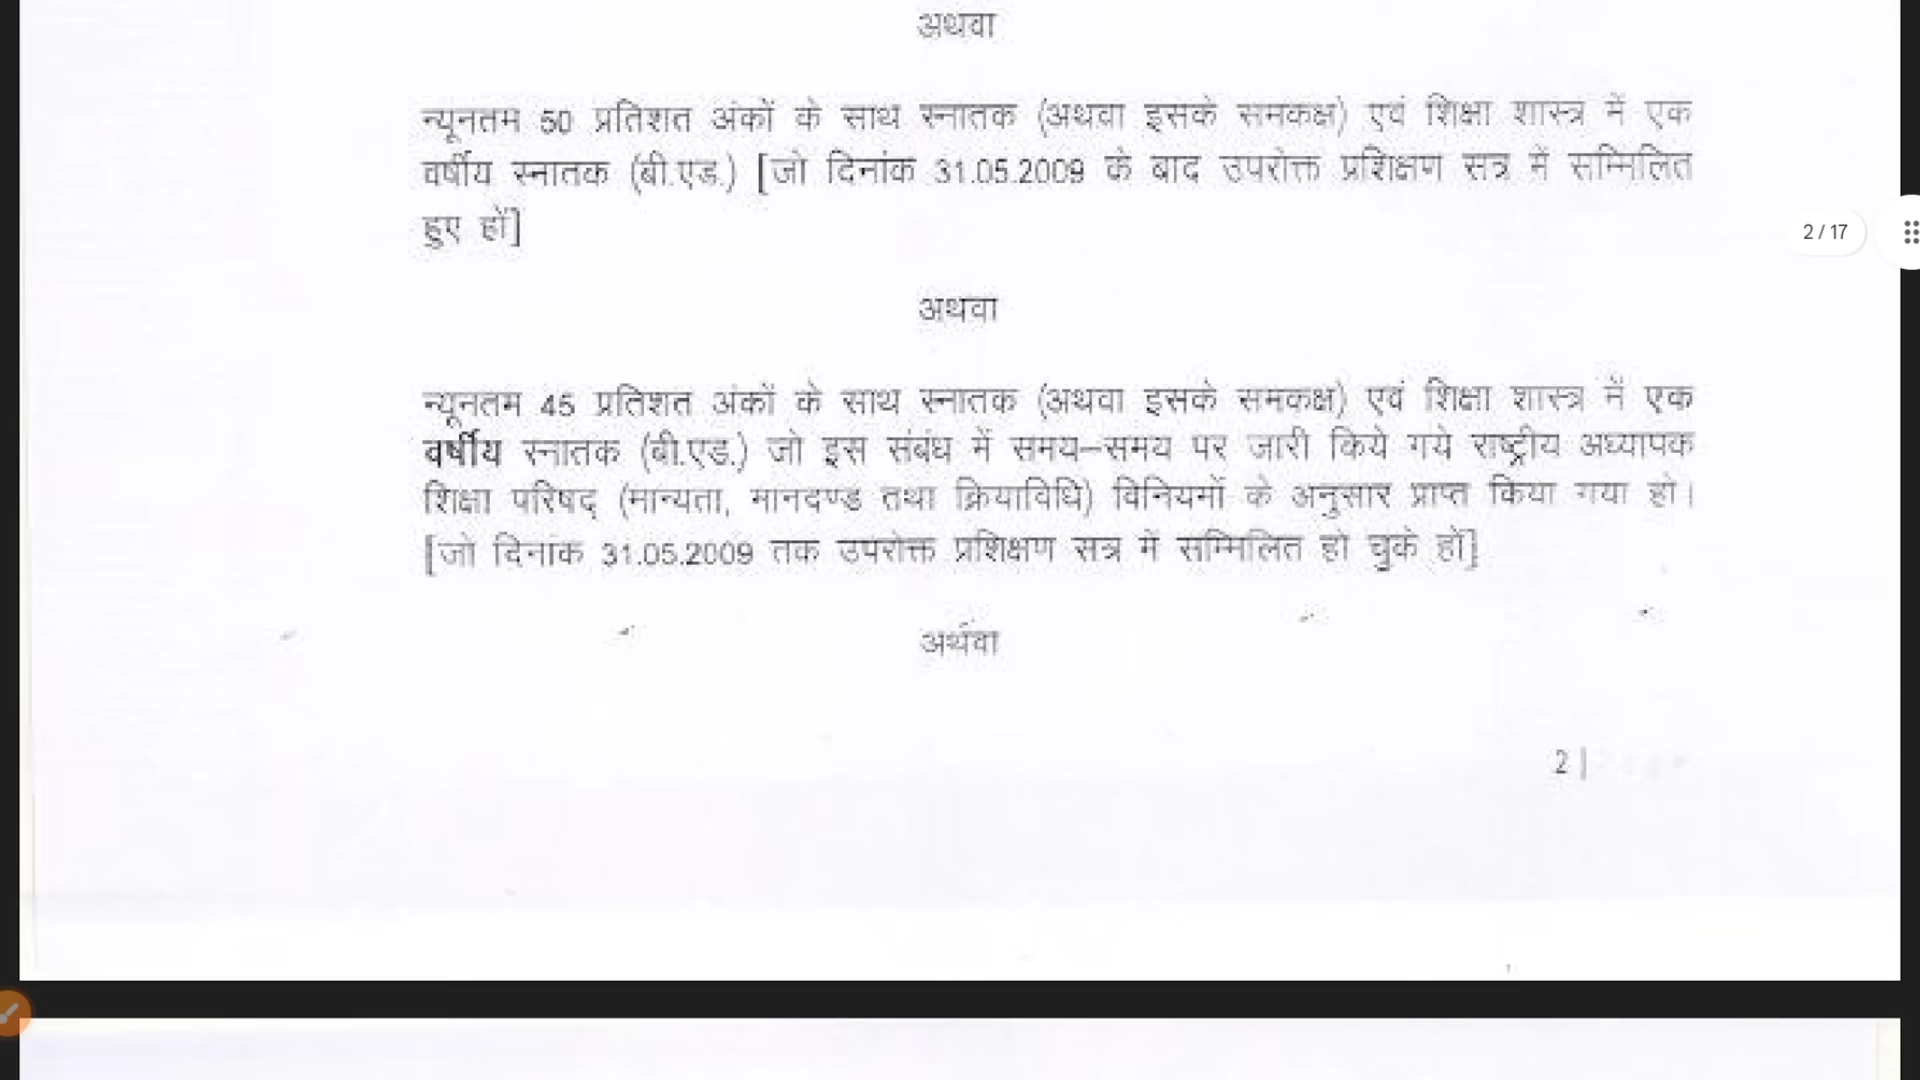 अथवा
न्यूनतम 50 प्रतिशत अंकों के साथ स्नातक (अथवा इसके समकक्ष) एवं शिक्षा शास्त्र में एक
वर्षीय स्नातक (बी.एड.) [जो दिनांक 31.05.2009 के बाद उपरोक्त प्रशिक्षण सत्र में सम्मिलित
हुए हों]
2 / 17
अथवा
न्यूनतम 45 प्रतिशत अंकों के साथ स्नातक (अथवा इसके समकक्ष) एवं शिक्षा शास्त्र में एक
वर्षीय स्नातक (बी.एड.) जो इस संबंध में समय–समय पर जारी किये गये राष्ट्रीय अध्यापक
शिक्षा परिषद् (मान्यता, मानदण्ड तथा क्रियाविधि) विनियमों के अनुसार प्राप्त किया गया हो।
[जो दिनांक 31.05.2009 तक उपरोक्त प्रशिक्षण सत्र में सम्मिलित हो चुके हों]
अथवा
2 |